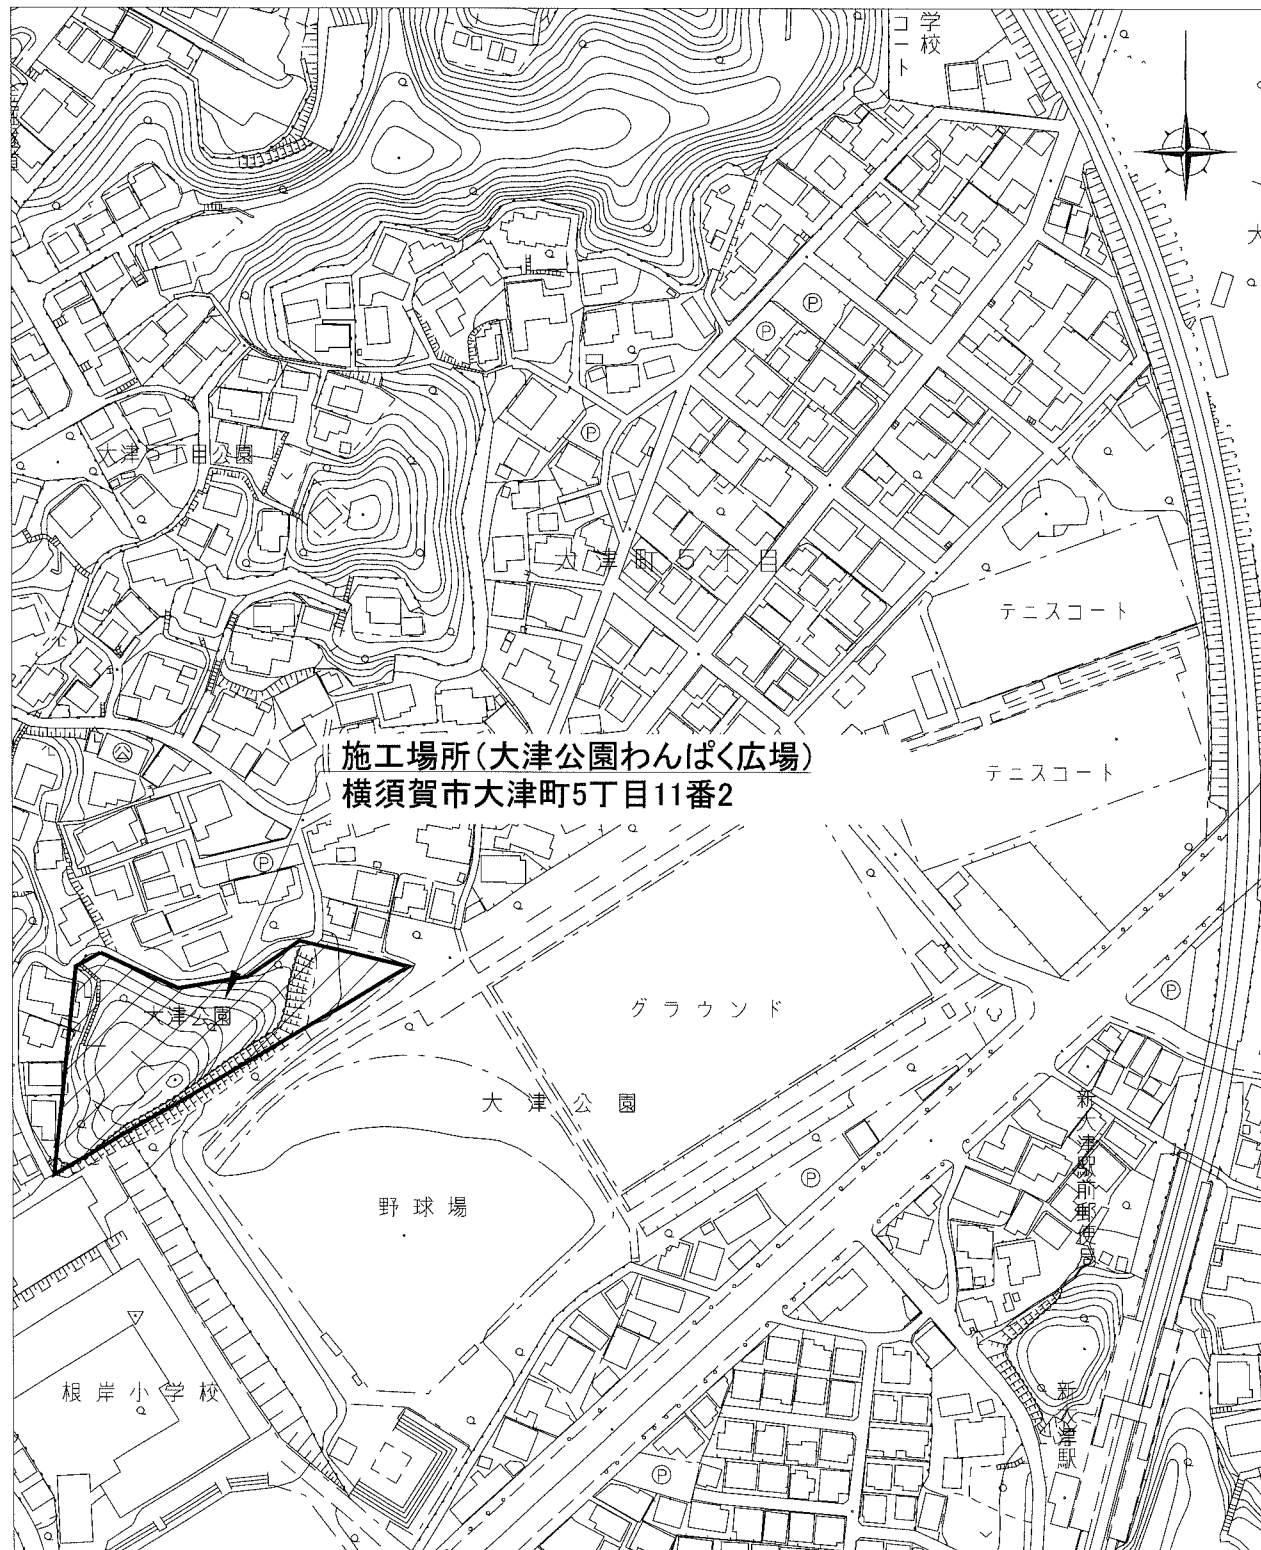 学校
コート
大
Ⓟ
Ⓟ
Ⓟ
大津5丁目公園
大津町5丁目
テニスコート
テニスコート
施工場所(大津公園わんぱく広場)
横須賀市大津町5丁目11番2
Ⓟ
グラウンド
Ⓟ
大津公園
大津公園
新大津駅前郵便局
Ⓟ
野球場
根岸小学校
新大津駅
Ⓟ